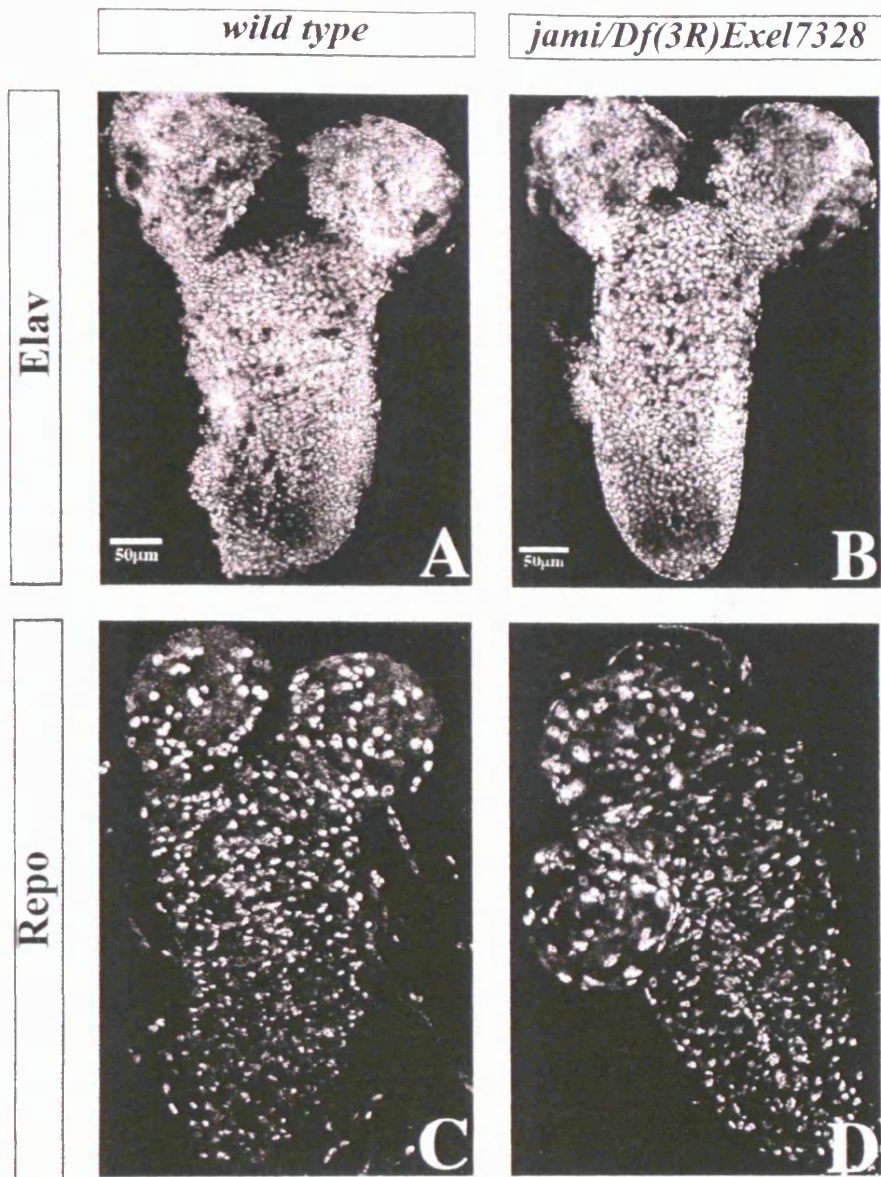 wild type
jami/Df(3R)Exel7328
Elav
50μm
A
50μm
B
Repo
C
D